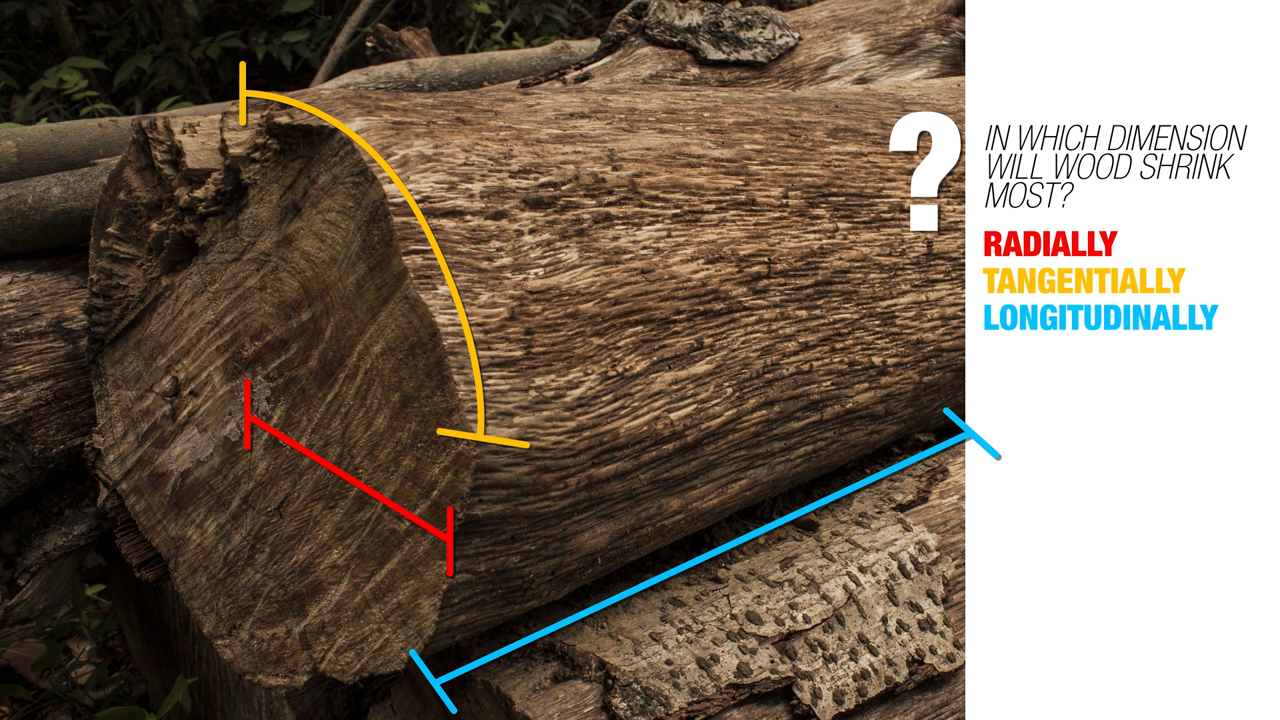 ?
IN WHICH DIMENSION
WILL WOOD SHRINK
MOST?
RADIALLY
TANGENTIALLY
LONGITUDINALLY